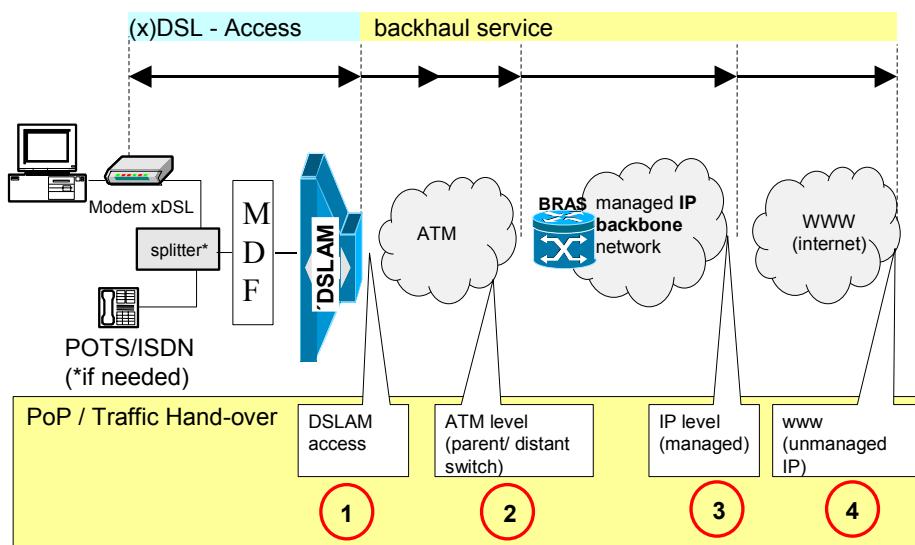 (x)DSL - Access
backhaul service
Modem xDSL
splitter*
POTS/ISDN
(*if needed)
M
D
F
´DSLAM
ATM
BRAS
managed IP
backbone
network
WWW
(internet)
PoP / Traffic Hand-over
DSLAM
access
ATM level
(parent/ distant
switch)
IP level
(managed)
www
(unmanaged
IP)
1
2
3
4